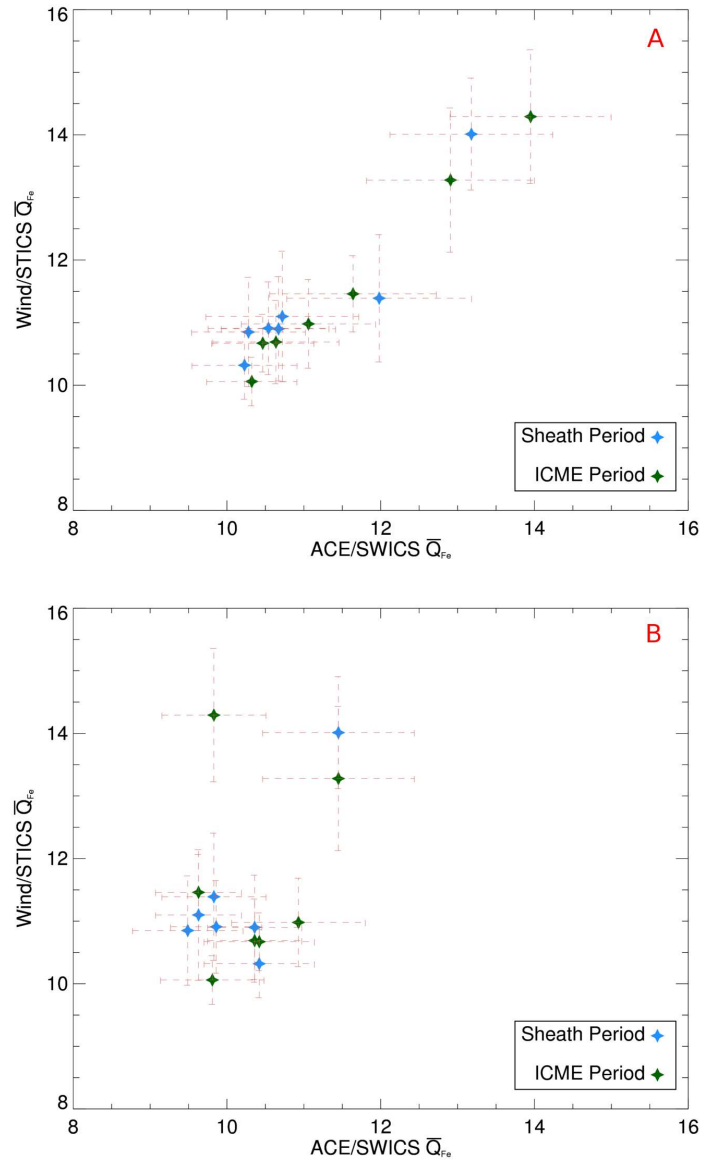 A
16
14
12
10
8
Wind/STICS Q̅Fe
Sheath Period
ICME Period
8 10 12 14 16
ACE/SWICS Q̅Fe
B
16
14
12
10
8
Wind/STICS Q̅Fe
Sheath Period
ICME Period
8 10 12 14 16
ACE/SWICS Q̅Fe